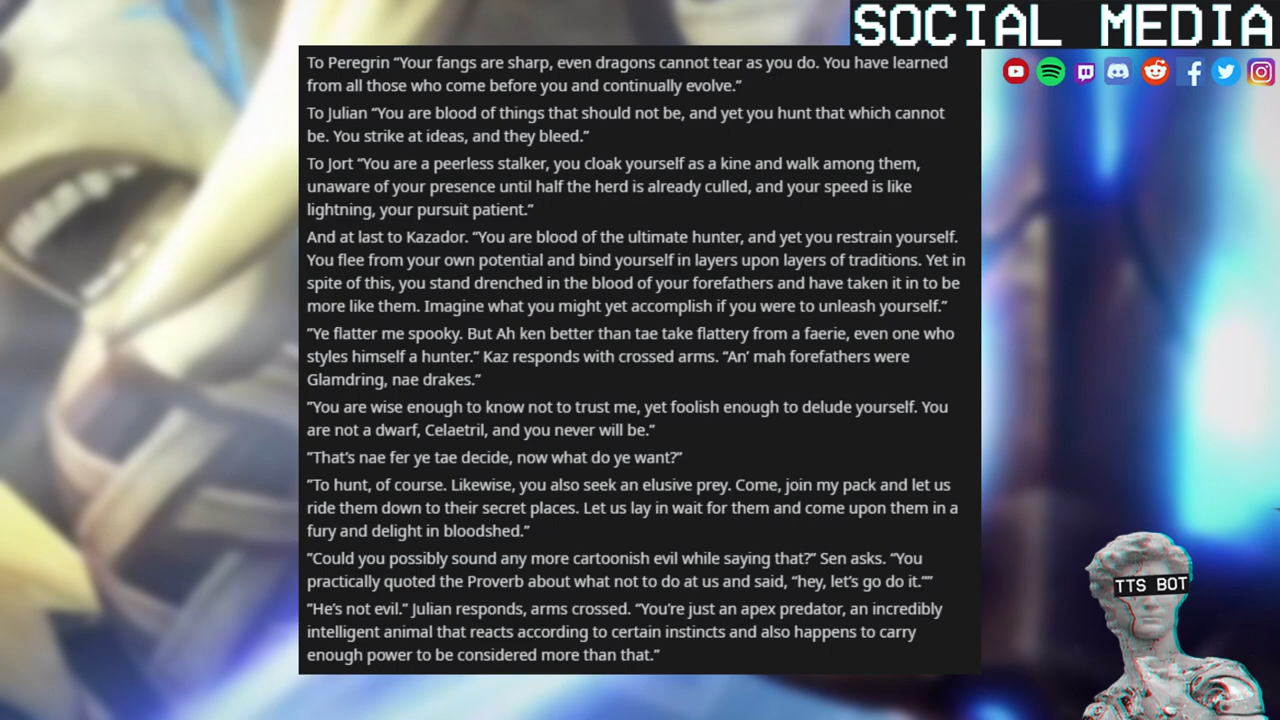 SOCIAL MEDIA
To Peregrin “Your fangs are sharp, even dragons cannot tear as you do. You have learned
from all those who come before you and continually evolve.”
To Julian “You are blood of things that should not be, and yet you hunt that which cannot
be. You strike at ideas, and they bleed.”
To Jort “You are a peerless stalker, you cloak yourself as a kine and walk among them,
unaware of your presence until half the herd is already culled, and your speed is like
lightning, your pursuit patient.”
And at last to Kazador. “You are blood of the ultimate hunter, and yet you restrain yourself.
You flee from your own potential and bind yourself in layers upon layers of traditions. Yet in
spite of this, you stand drenched in the blood of your forefathers and have taken it in to be
more like them. Imagine what you might yet accomplish if you were to unleash yourself.”
“Ye flatter me spooky. But Ah ken better than tae take flattery from a faerie, even one who
styles himself a hunter.” Kaz responds with crossed arms. “An’ mah forefathers were
Glamdring, nae drakes.”
“You are wise enough to know not to trust me, yet foolish enough to delude yourself. You
are not a dwarf, Celaetril, and you never will be.”
“That’s nae fer ye tae decide, now what do ye want?”
“To hunt, of course. Likewise, you also seek an elusive prey. Come, join my pack and let us
ride them down to their secret places. Let us lay in wait for them and come upon them in a
fury and delight in bloodshed.”
“Could you possibly sound any more cartoonish evil while saying that?” Sen asks. “You
practically quoted the Proverb about what not to do at us and said, “hey, let’s go do it.””
“He’s not evil.” Julian responds, arms crossed. “You’re just an apex predator, an incredibly
intelligent animal that reacts according to certain instincts and also happens to carry
enough power to be considered more than that.”
TTS BOT